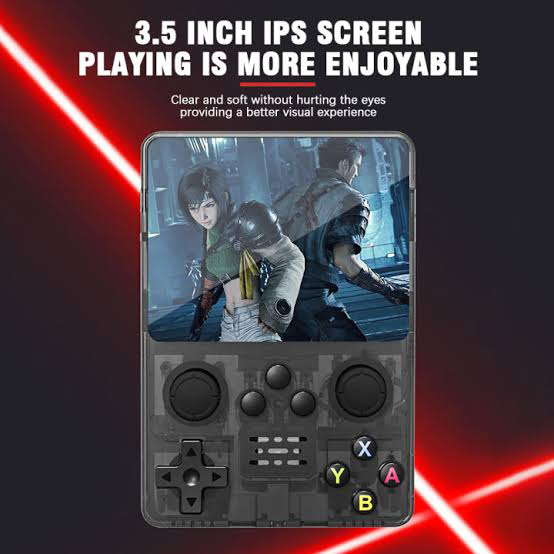 3.5 INCH IPS SCREEN
PLAYING IS MORE ENJOYABLE
Clear and soft without hurting the eyes
providing a better visual experience
X
Y A
B